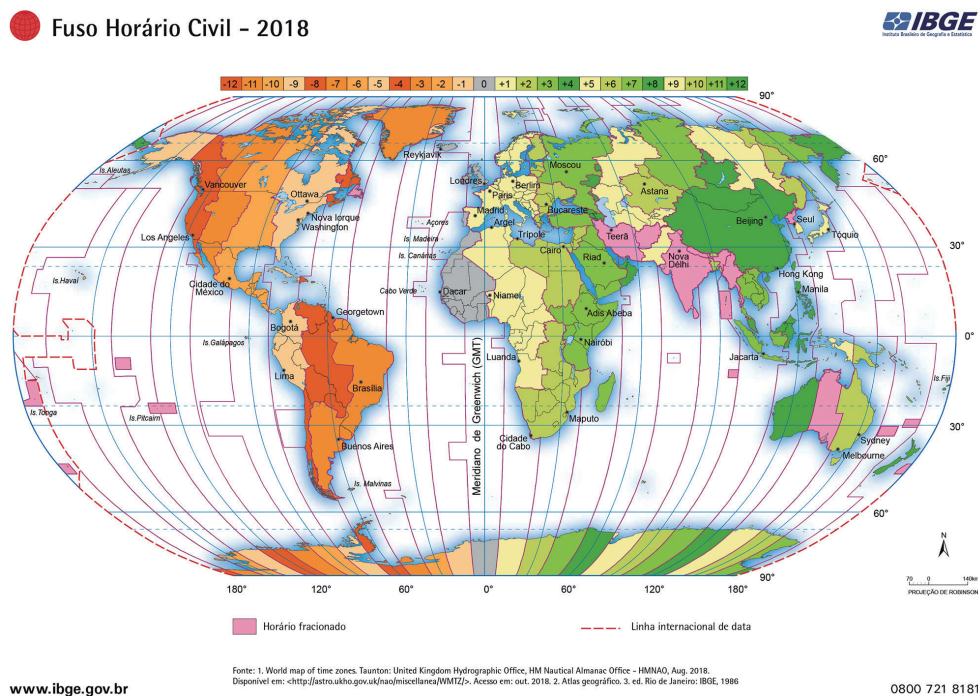 Fuso Horário Civil - 2018
IBGE
Instituto Brasileiro de Geografia e Estatística
-12 -11 -10 -9 -8 -7 -6 -5 -4 -3 -2 -1 0 +1 +2 +3 +4 +5 +6 +7 +8 +9 +10 +11 +12
90°
Reykjavik
60°
Is.Aleutas
Moscou
Londres
Vancouver
Berlim
Ottawa
Paris
Astana
Nova Iorque
Madrid
Bucareste
Beijing
Seul
Washington
Açores
Argel
Los Angeles
Is. Madeira
Trípole
Teerã
Tóquio
30°
Cairo
Nova
Délhi
Is. Canárias
Riad
Is.Havaí
Hong Kong
Cidade do
México
Cabo Verde
Dacar
Niamei
Manila
Georgetown
Adis Abeba
Bogotá
Is.Galápagos
Nairóbi
0°
Jacarta
Luanda
Lima
Is.Fiji
Brasília
Is.Tonga
Is.Pitcairn
Maputo
30°
Buenos Aires
Cidade
do Cabo
Sydney
Melbourne
Meridiano de Greenwich (GMT)
Is. Malvinas
60°
N
90°
180° 120° 60° 0° 60° 120° 180°
70 0 140km
PROJEÇÃO DE ROBINSON
Horário fracionado
Linha internacional de data
Fonte: 1. World map of time zones. Taunton: United Kingdom Hydrographic Office, HM Nautical Almanac Office - HMNAO, Aug. 2018.
Disponível em: <http://astro.ukho.gov.uk/nao/miscellanea/WMTZ/>. Acesso em: out. 2018. 2. Atlas geográfico. 3. ed. Rio de Janeiro: IBGE, 1986
www.ibge.gov.br
0800 721 8181